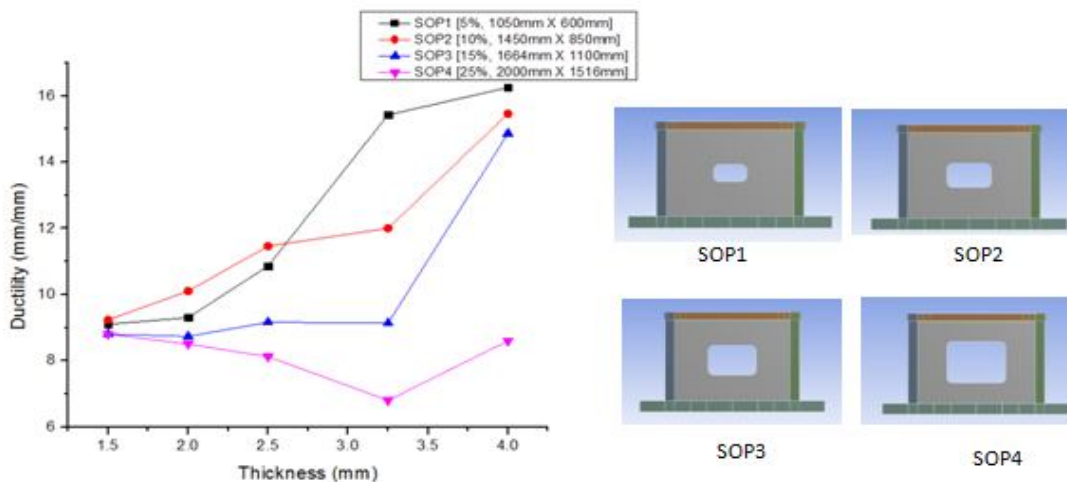 SOP1 [5%, 1050mm X 600mm]
SOP2 [10%, 1450mm X 850mm]
SOP3 [15%, 1664mm X 1100mm]
SOP4 [25%, 2000mm X 1516mm]
16
14
12
10
8
6
Ductility (mm/mm)
1.5 2.0 2.5 3.0 3.5 4.0
Thickness (mm)
SOP1 SOP2
SOP3 SOP4